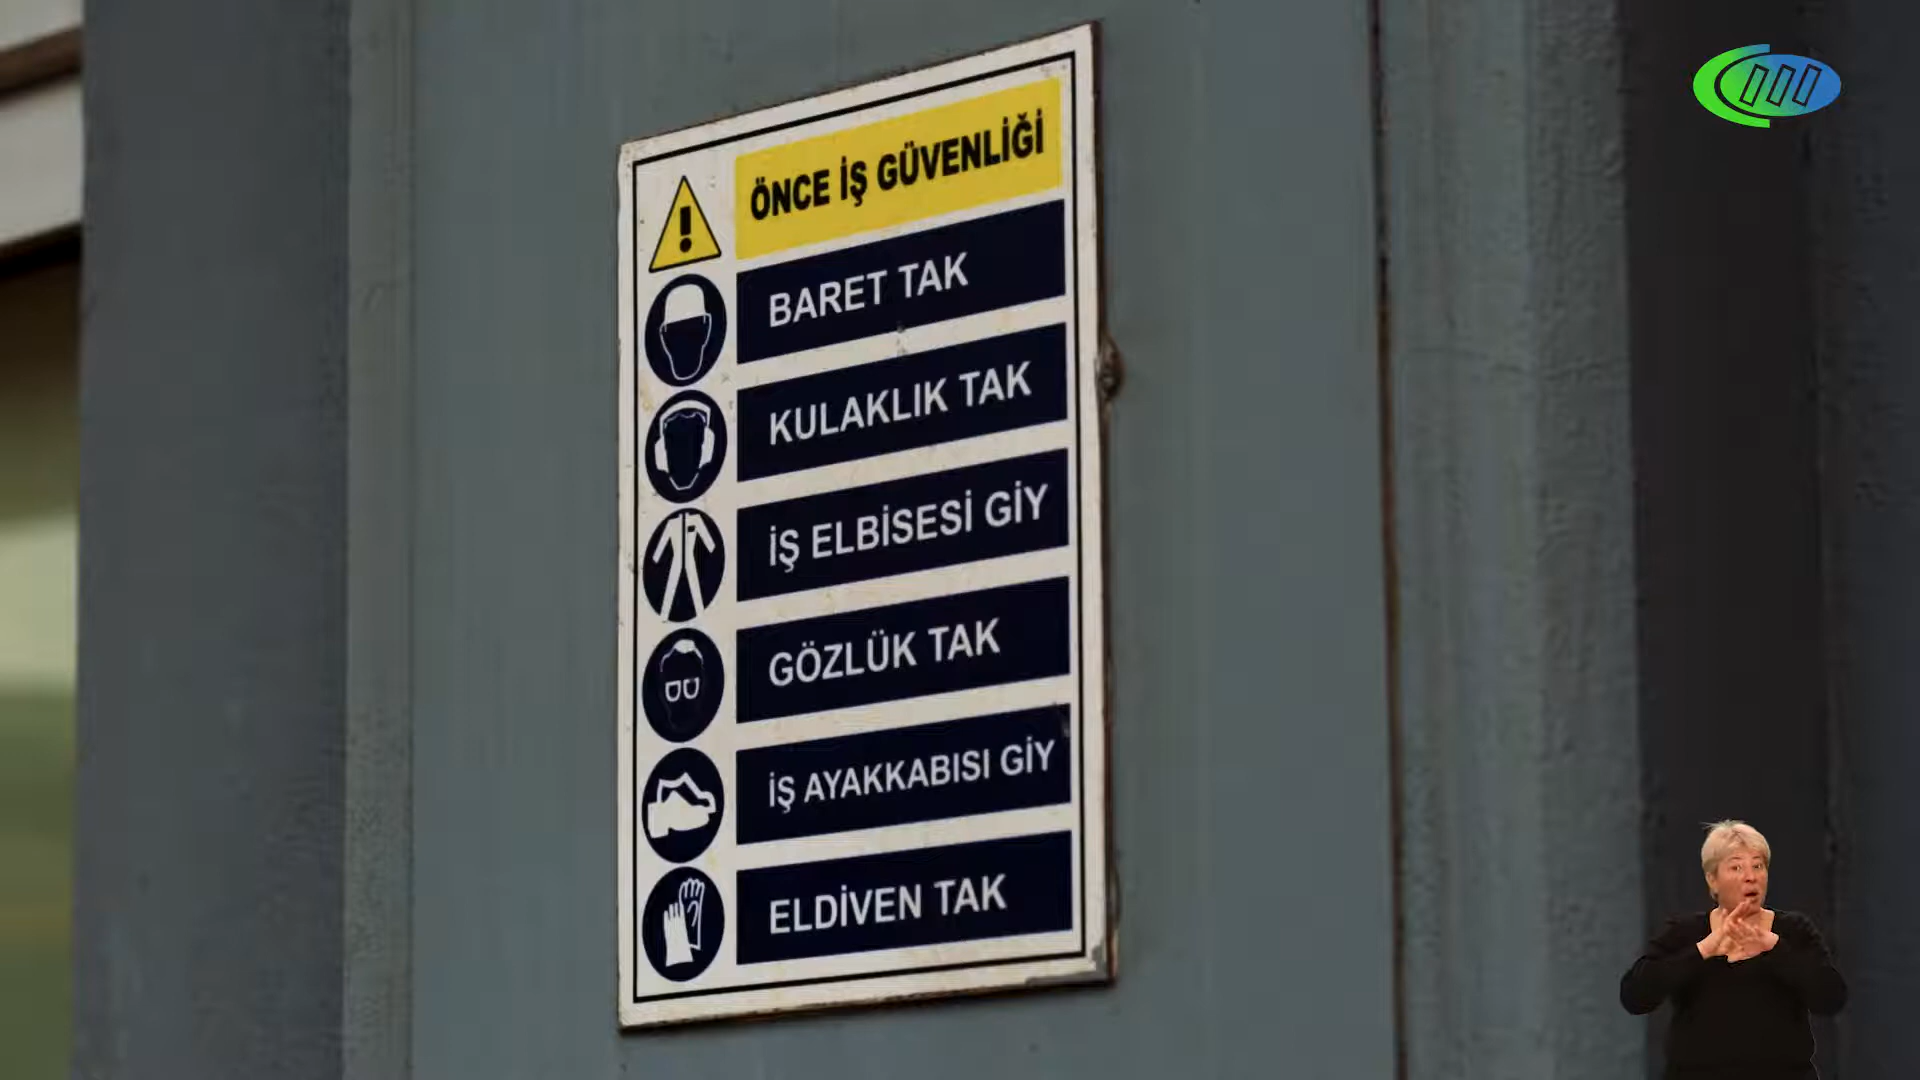 ÖNCE İŞ GÜVENLİĞİ
BARET TAK
KULAKLIK TAK
İŞ ELBİSESİ GİY
GÖZLÜK TAK
İŞ AYAKKABISI GİY
ELDİVEN TAK